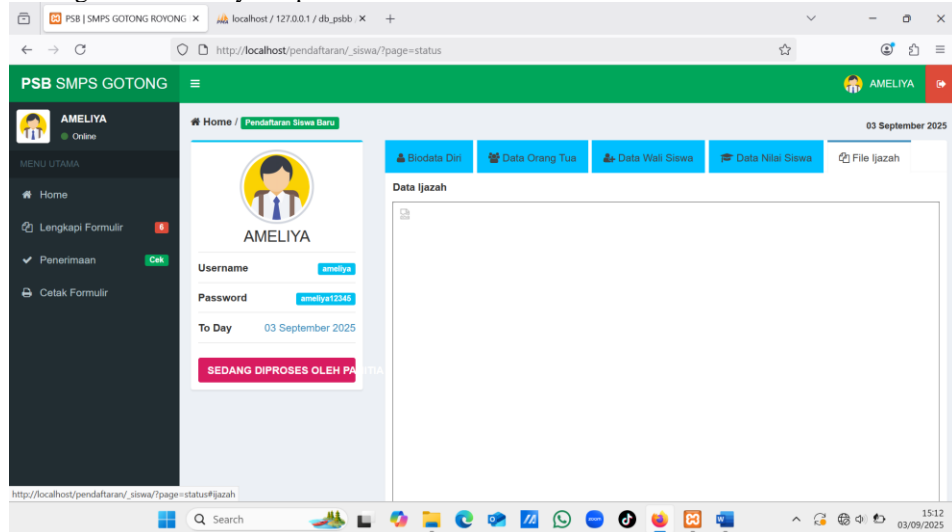 PSB | SMPS GOTONG ROYONG
localhost / 127.0.0.1 / db_psbb
http://localhost/pendaftaran/_siswa/?page=status
PSB SMPS GOTONG
AMELIYA
AMELIYA
Online
Home / Pendaftaran Siswa Baru
03 September 2025
MENU UTAMA
Home
Lengkapi Formulir 6
Penerimaan Cek
Cetak Formulir
AMELIYA
Username ameliya
Password ameliya12345
To Day 03 September 2025
SEDANG DIPROSES OLEH PANITIA
Biodata Diri
Data Orang Tua
Data Wali Siswa
Data Nilai Siswa
File Ijazah
Data Ijazah
http://localhost/pendaftaran/_siswa/?page=status#ijazah
Search
15:12
03/09/2025